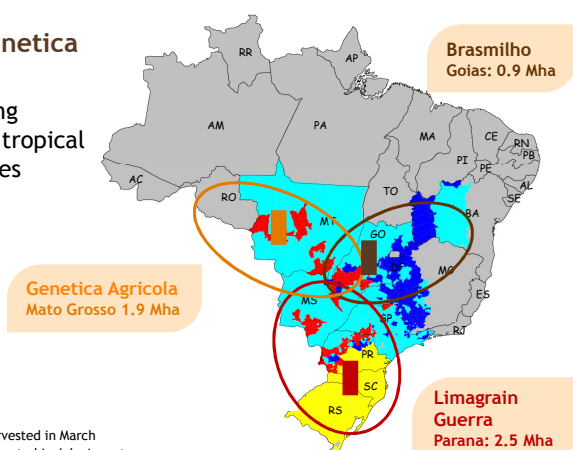 netica
ng
tropical
es
Brasmilho
Goias: 0.9 Mha
RR
AP
AM
PA
MA
CE
RN
PB
PI
PE
AC
TO
AL
SE
RO
BA
MT
GO
DF
MG
Genetica Agricola
Mato Grosso 1.9 Mha
MS
ES
SP
RJ
PR
SC
RS
Limagrain
Guerra
Parana: 2.5 Mha
rvested in March